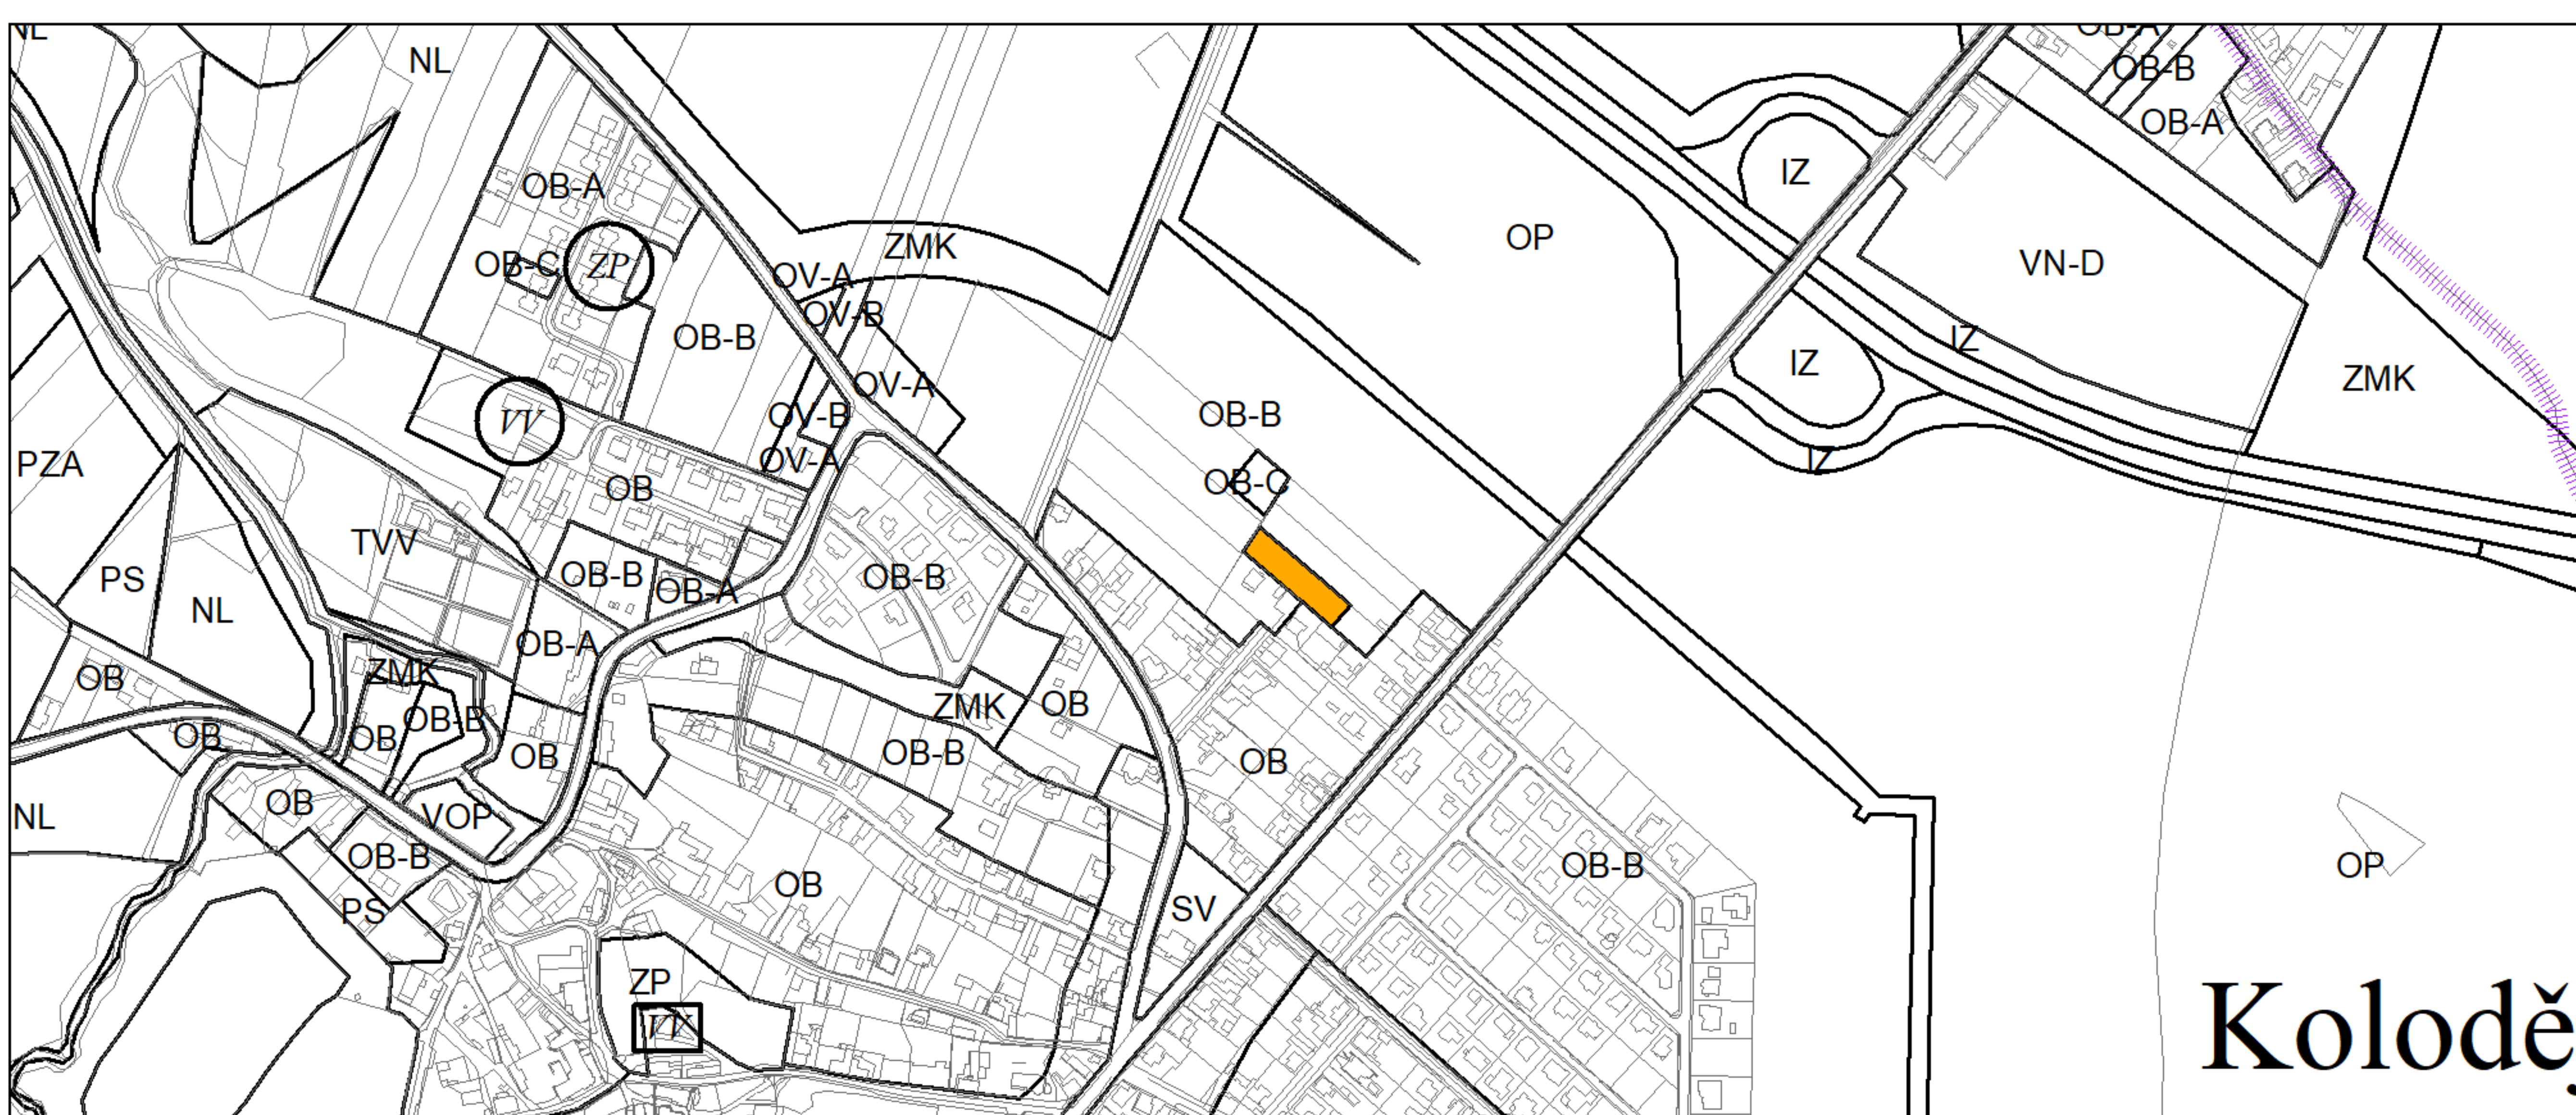 NL
OB-A
NL
OB-B
OB-A
IZ
OB-A
OP
ZMK
VN-D
OB-C
ZP
OV-A
OV-B
OB-B
IZ
IZ
ZMK
OV-A
OB-B
VV
OV-B
OV-A
PZA
IZ
OB
OB-C
TVV
PS
OB-B
OB-A
OB-B
NL
OB-A
ZMK
OB
ZMK
OB
OB-B
OB
OB
OB
OB-B
OB
OB
VOP
NL
OB-B
OB-B
OP
OB
PS
SV
ZP
VV
Kolodě